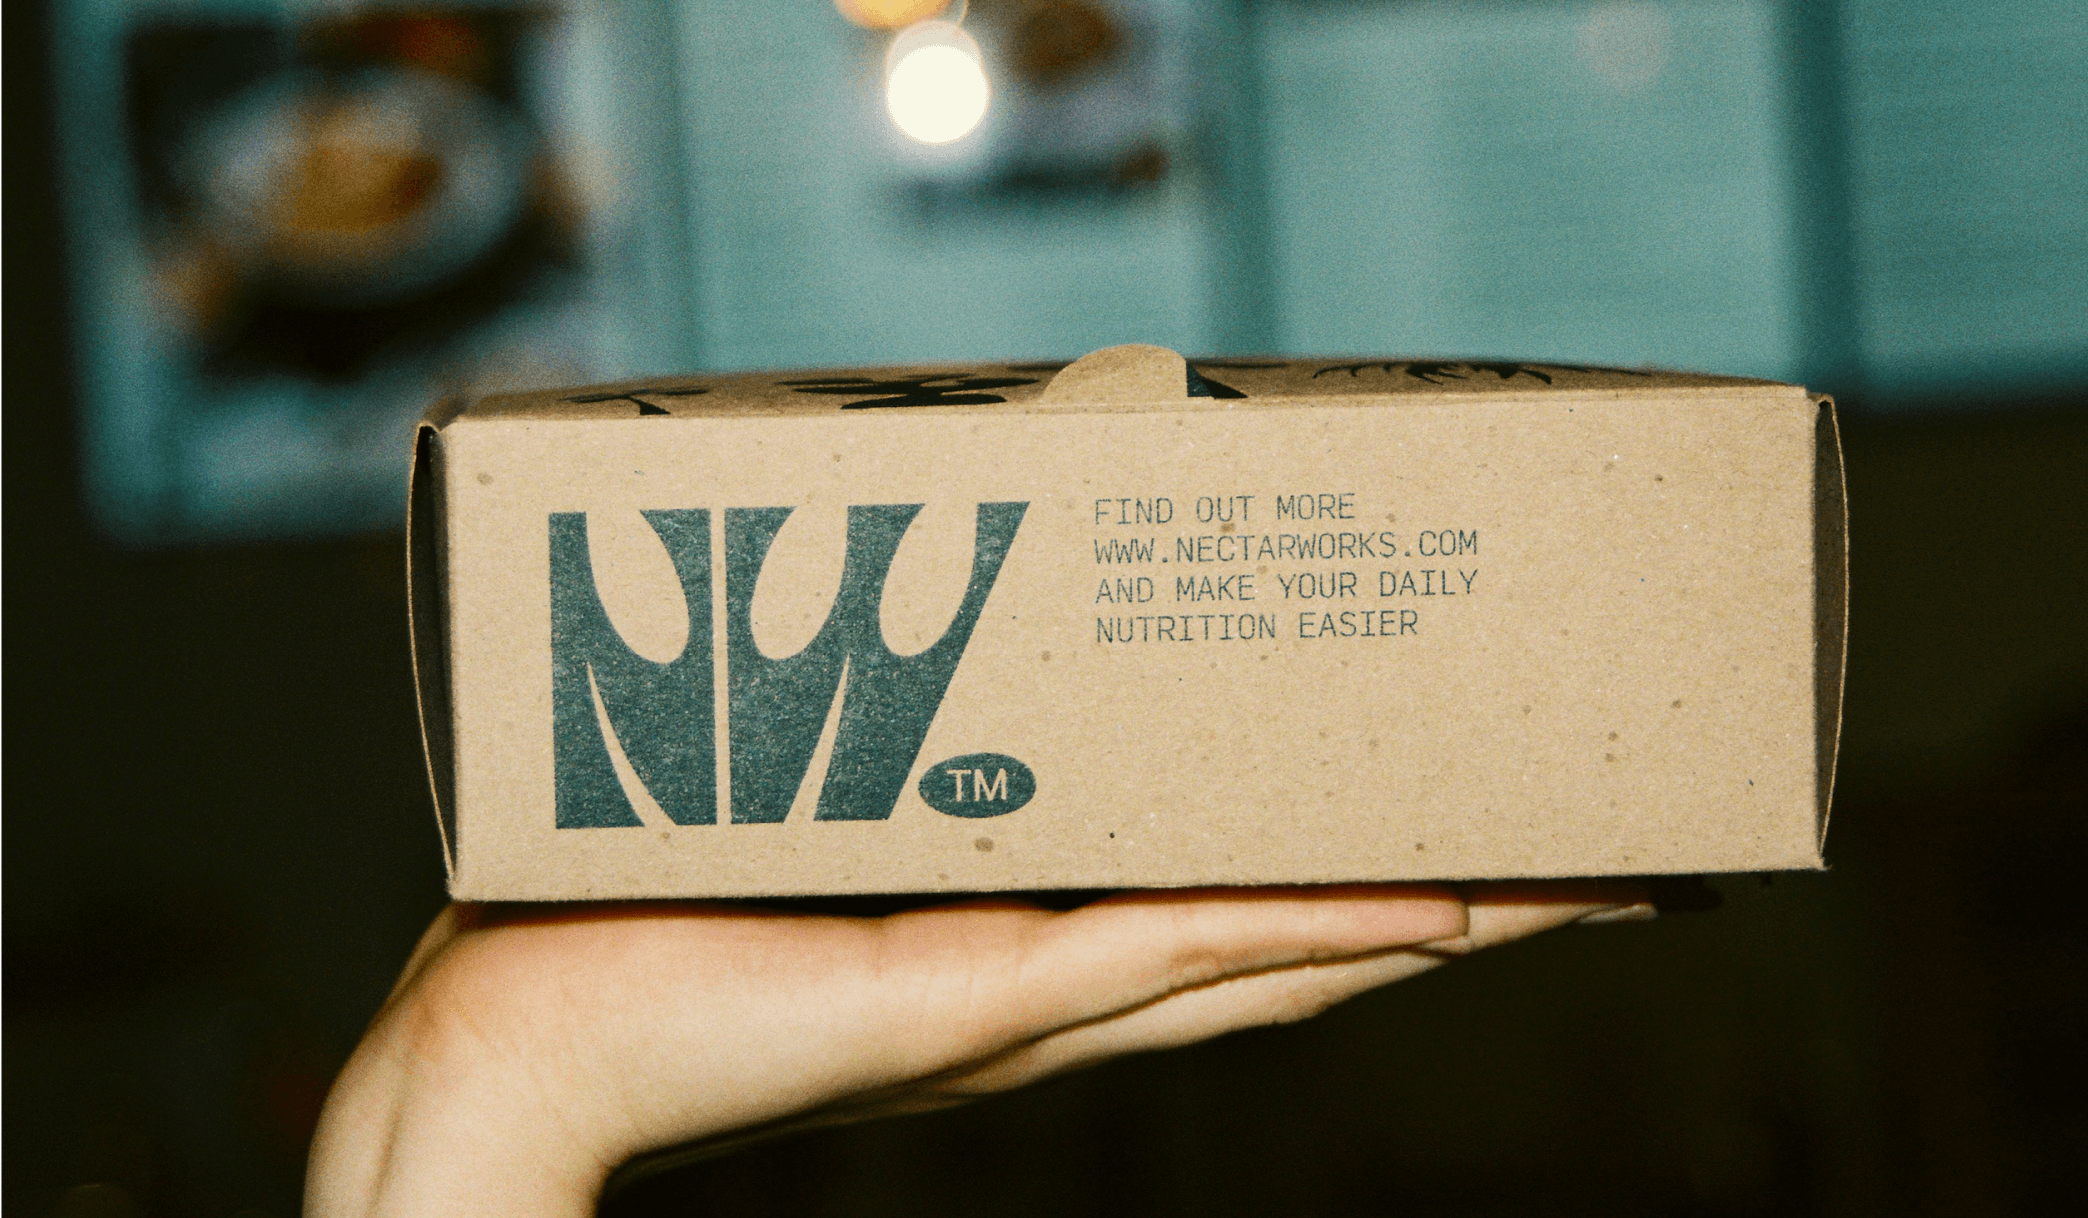 NW
TM
FIND OUT MORE
WWW.NECTARWORKS.COM
AND MAKE YOUR DAILY
NUTRITION EASIER